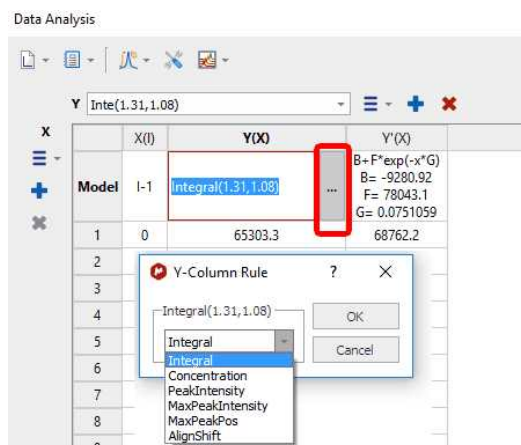 Data Analysis
Y Inte(1.31,1.08)
X
X(I) Y(X) Y'(X)
Model I-1 Integral(1.31,1.08) ... B+F*exp(-x*G)
B= -9280.92
F= 78043.1
G= 0.0751059
1 0 65303.3 68762.2
2
3
4
5
6
7
8
Y-Column Rule ? X
Integral(1.31,1.08)
Integral
OK
Cancel
Integral
Concentration
PeakIntensity
MaxPeakIntensity
MaxPeakPos
AlignShift